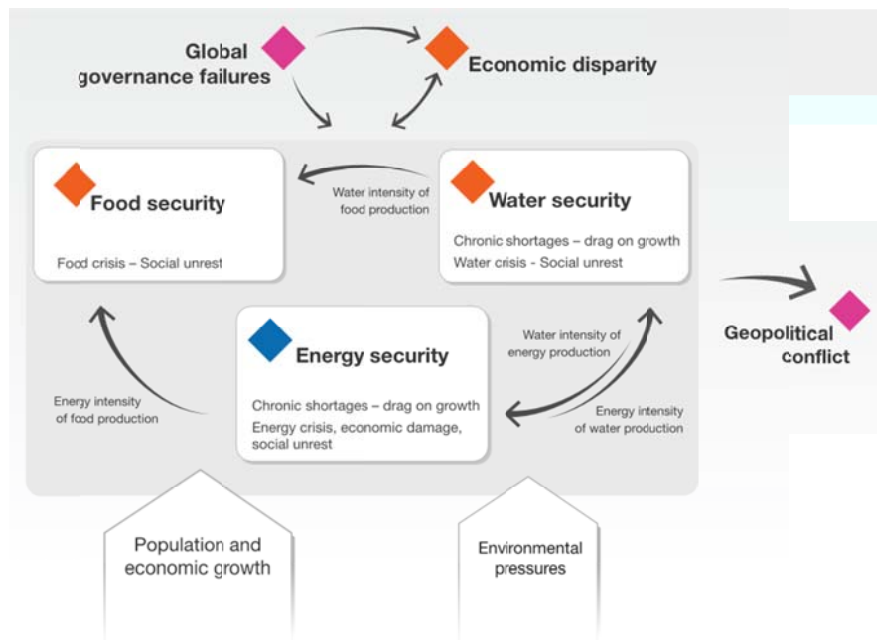 Global
governance failures
Economic disparity
Food security
Food crisis – Social unrest
Water intensity of
food production
Water security
Chronic shortages – drag on growth
Water crisis - Social unrest
Geopolitical
conflict
Energy security
Chronic shortages – drag on growth
Energy crisis, economic damage,
social unrest
Water intensity of
energy production
Energy intensity
of food production
Energy intensity
of water production
Population and
economic growth
Environmental
pressures